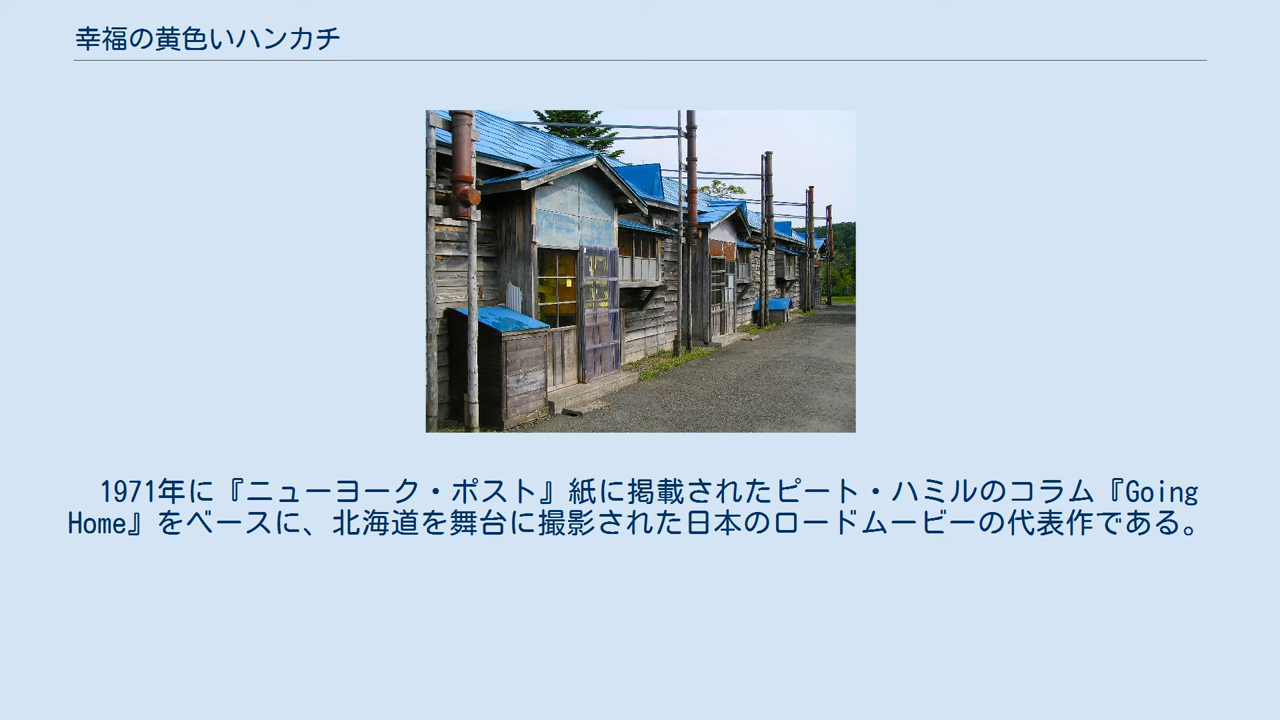 幸福の黄色いハンカチ
1971年に『ニューヨーク・ポスト』紙に掲載されたピート・ハミルのコラム『Going
Home』をベースに、北海道を舞台に撮影された日本のロードムービーの代表作である。